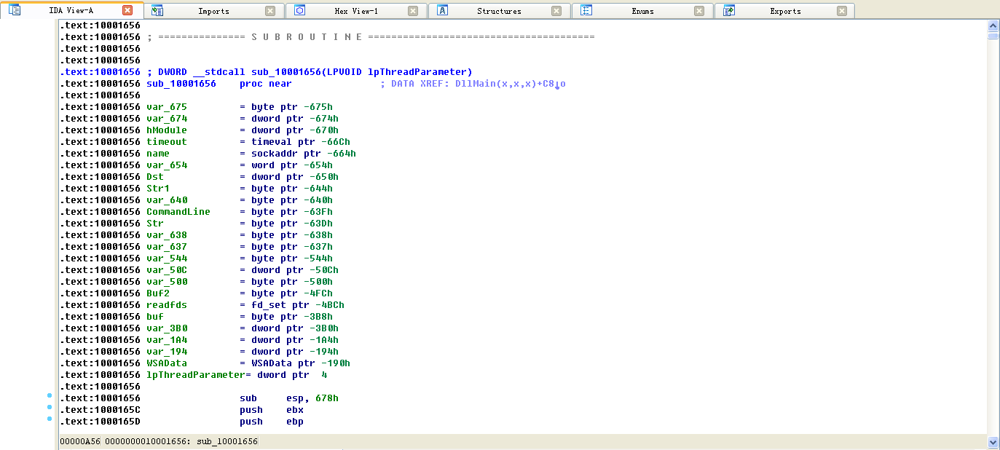 IDA View-A Imports Hex View-1 Structures Enums Exports
.text:10001656
.text:10001656 ; =============== S U B R O U T I N E =======================================
.text:10001656
.text:10001656
.text:10001656 ; DWORD __stdcall sub_10001656(LPVOID lpThreadParameter)
.text:10001656 sub_10001656 proc near ; DATA XREF: DllMain(x,x,x)+C8↓o
.text:10001656
.text:10001656 var_675 = byte ptr -675h
.text:10001656 var_674 = dword ptr -674h
.text:10001656 hModule = dword ptr -670h
.text:10001656 timeout = timeval ptr -66Ch
.text:10001656 name = sockaddr ptr -664h
.text:10001656 var_654 = word ptr -654h
.text:10001656 Dst = dword ptr -650h
.text:10001656 Str1 = byte ptr -644h
.text:10001656 var_640 = byte ptr -640h
.text:10001656 CommandLine = byte ptr -63Fh
.text:10001656 Str = byte ptr -63Dh
.text:10001656 var_638 = byte ptr -638h
.text:10001656 var_637 = byte ptr -637h
.text:10001656 var_544 = byte ptr -544h
.text:10001656 var_50C = dword ptr -50Ch
.text:10001656 var_500 = byte ptr -500h
.text:10001656 Buf2 = byte ptr -4FCh
.text:10001656 readfds = fd_set ptr -4BCh
.text:10001656 buf = byte ptr -3B8h
.text:10001656 var_3B0 = dword ptr -3B0h
.text:10001656 var_1A4 = dword ptr -1A4h
.text:10001656 var_194 = dword ptr -194h
.text:10001656 WSAData = WSAData ptr -190h
.text:10001656 lpThreadParameter= dword ptr 4
.text:10001656
.text:10001656 sub esp, 678h
.text:1000165C push ebx
.text:1000165D push ebp
00000A56 0000000010001656: sub_10001656